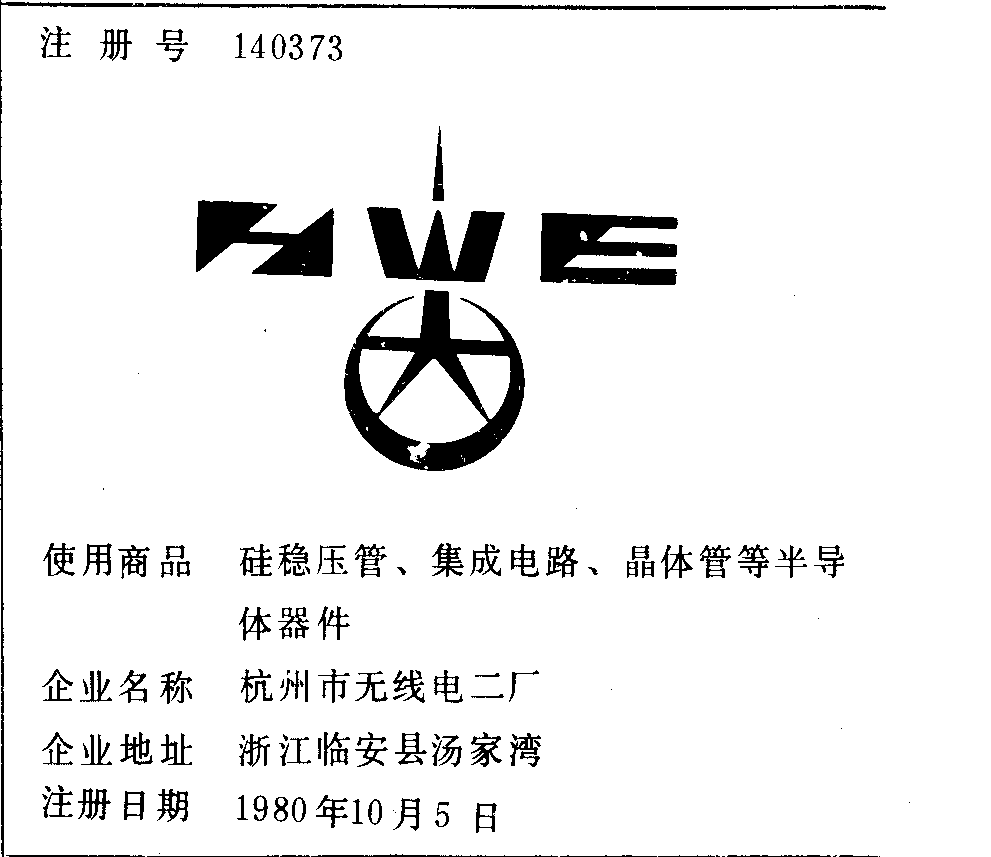 注册号 140373
HWE
使用商品 硅稳压管、集成电路、晶体管等半导
体器件
企业名称 杭州市无线电二厂
企业地址 浙江临安县汤家湾
注册日期 1980年10月5日